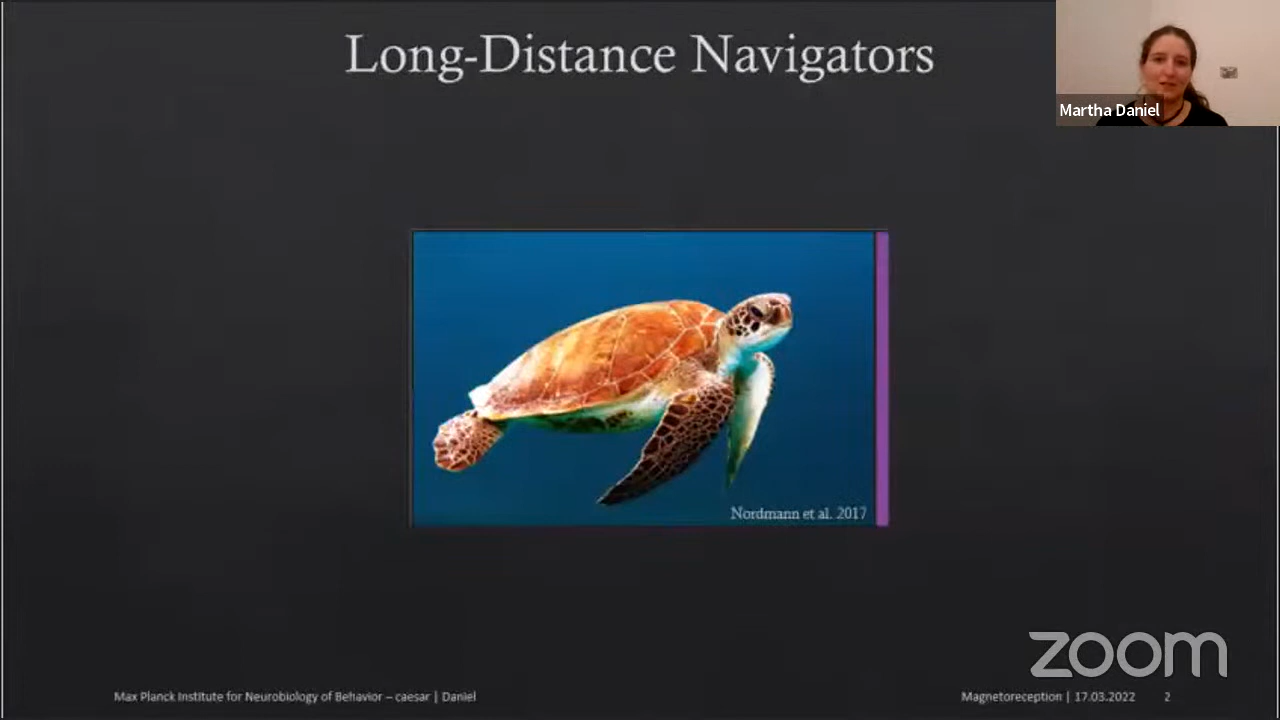 Long-Distance Navigators
Martha Daniel
Nordmann et al. 2017
zoom
Max Planck Institute for Neurobiology of Behavior – caesar | Daniel
Magnetoreception | 17.03.2022 2